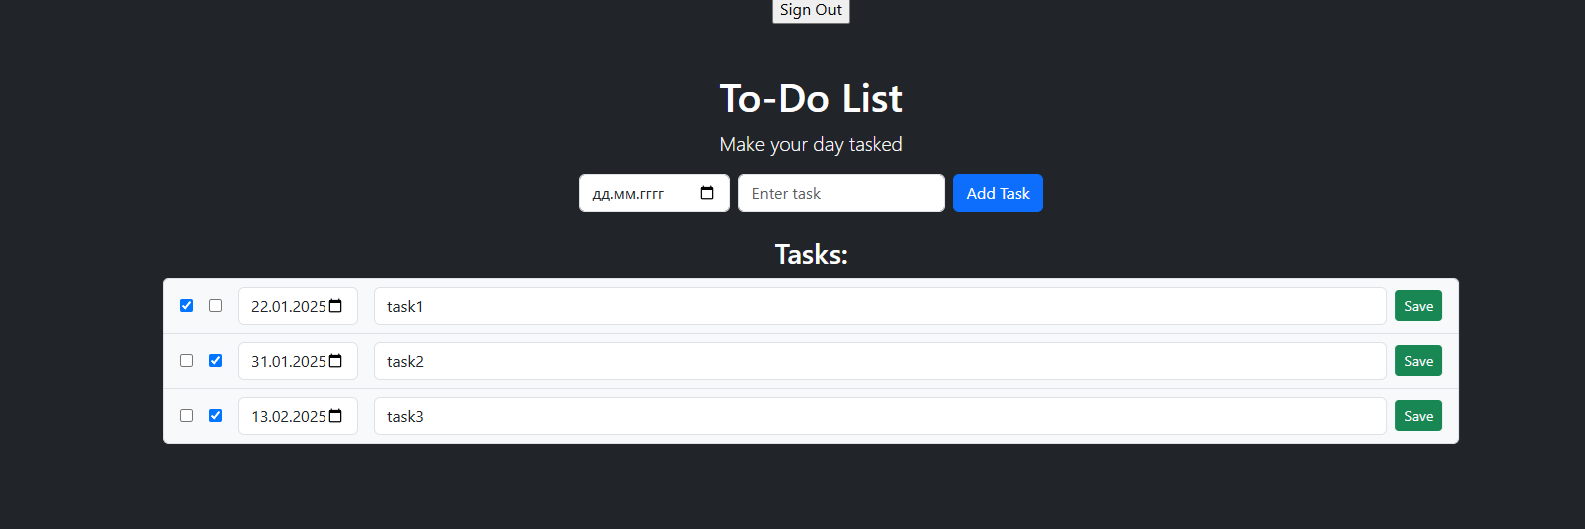 Sign Out
To-Do List
Make your day tasked
дд.мм.гггг Enter task Add Task
Tasks:
22.01.2025 task1 Save
31.01.2025 task2 Save
13.02.2025 task3 Save